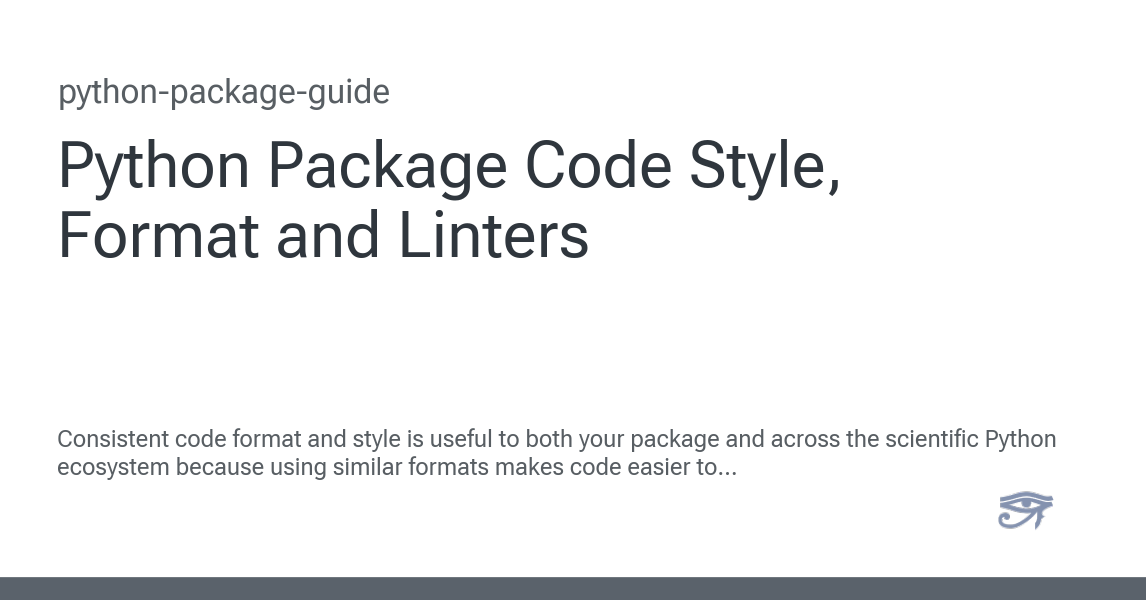 python-package-guide
Python Package Code Style,
Format and Linters
Consistent code format and style is useful to both your package and across the scientific Python
ecosystem because using similar formats makes code easier to...